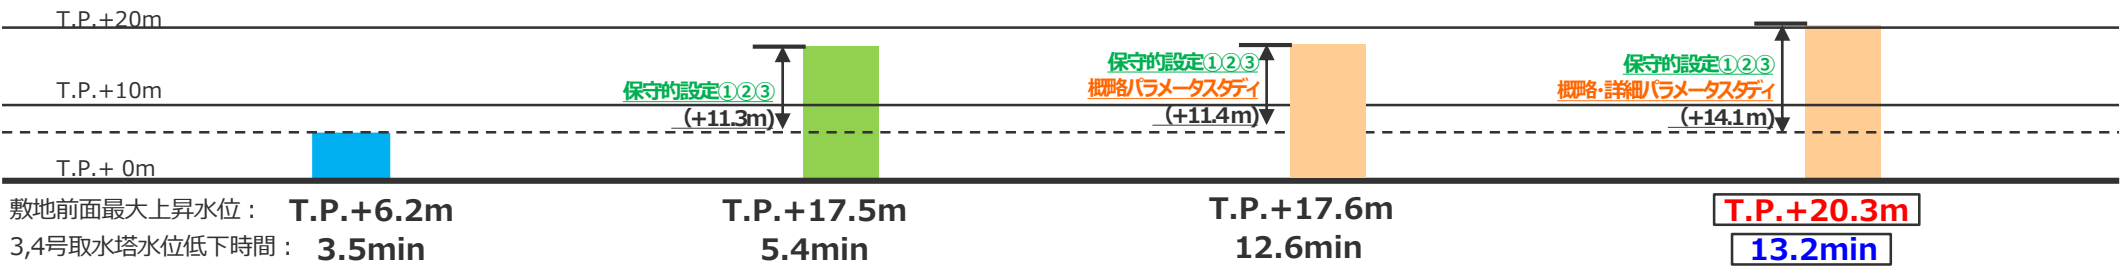 T.P.+20m
T.P.+10m
T.P.+ 0m
保守的設定①②③
(+11.3m)
保守的設定①②③
概略パラメータスタディ
(+11.4m)
保守的設定①②③
概略・詳細パラメータスタディ
(+14.1m)
敷地前面最大上昇水位: T.P.+6.2m T.P.+17.5m T.P.+17.6m T.P.+20.3m
3,4号取水塔水位低下時間: 3.5min 5.4min 12.6min 13.2min